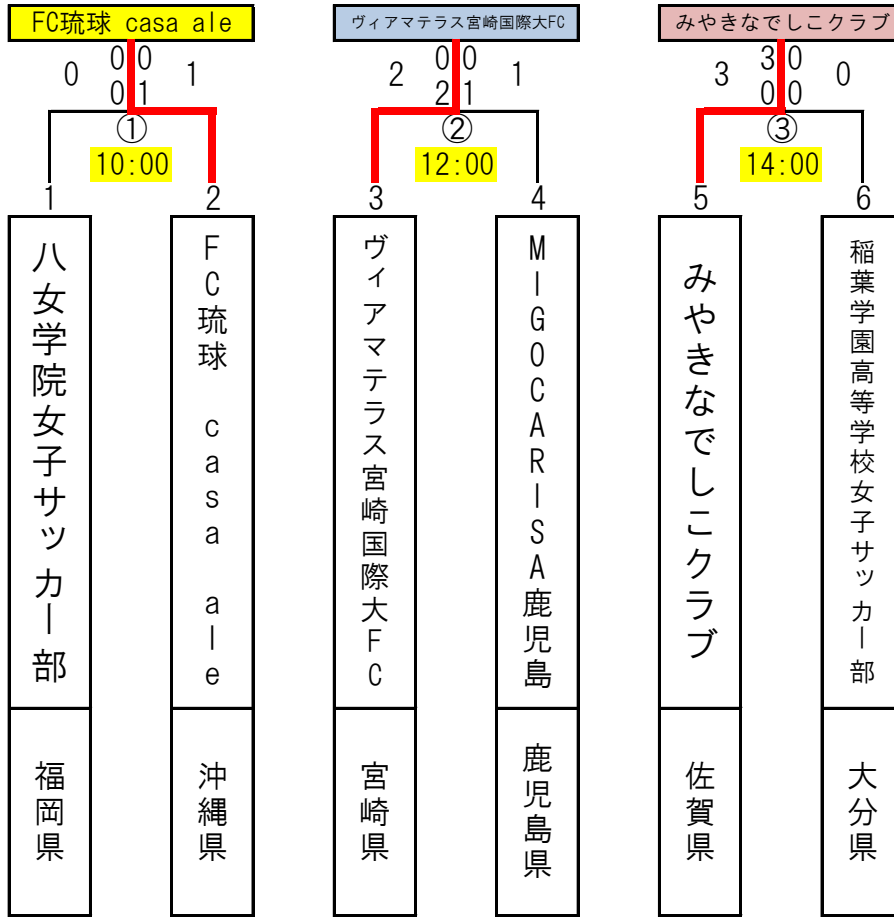 FC琉球 casa ale
ヴィアマテラス宮崎国際大FC
みやきなでしこクラブ
0 0 0 1
0 1
2 0 0 1
2 1
3 3 0 0
0 0
① ② ③
10:00 12:00 14:00
1 2 3 4 5 6
八女学院女子サッカー部
FC琉球 casa ale
ヴィアマテラス宮崎国際大FC
MIGOCARISA鹿児島
みやきなでしこクラブ
稲葉学園高等学校女子サッカー部
福岡県
沖縄県
宮崎県
鹿児島県
佐賀県
大分県